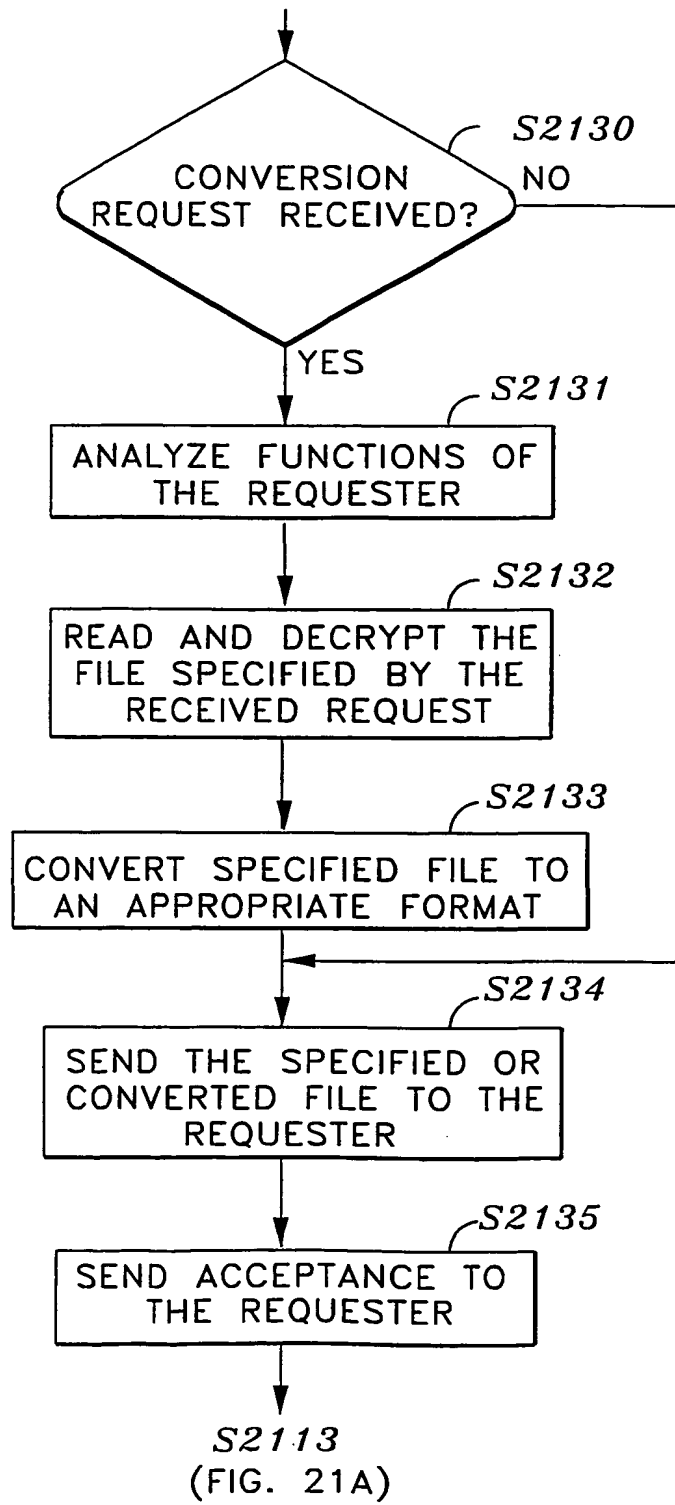 S2130
CONVERSION
REQUEST RECEIVED?
NO
YES
S2131
ANALYZE FUNCTIONS OF
THE REQUESTER
S2132
READ AND DECRYPT THE
FILE SPECIFIED BY THE
RECEIVED REQUEST
S2133
CONVERT SPECIFIED FILE TO
AN APPROPRIATE FORMAT
S2134
SEND THE SPECIFIED OR
CONVERTED FILE TO THE
REQUESTER
S2135
SEND ACCEPTANCE TO
THE REQUESTER
S2113
(FIG. 21A)